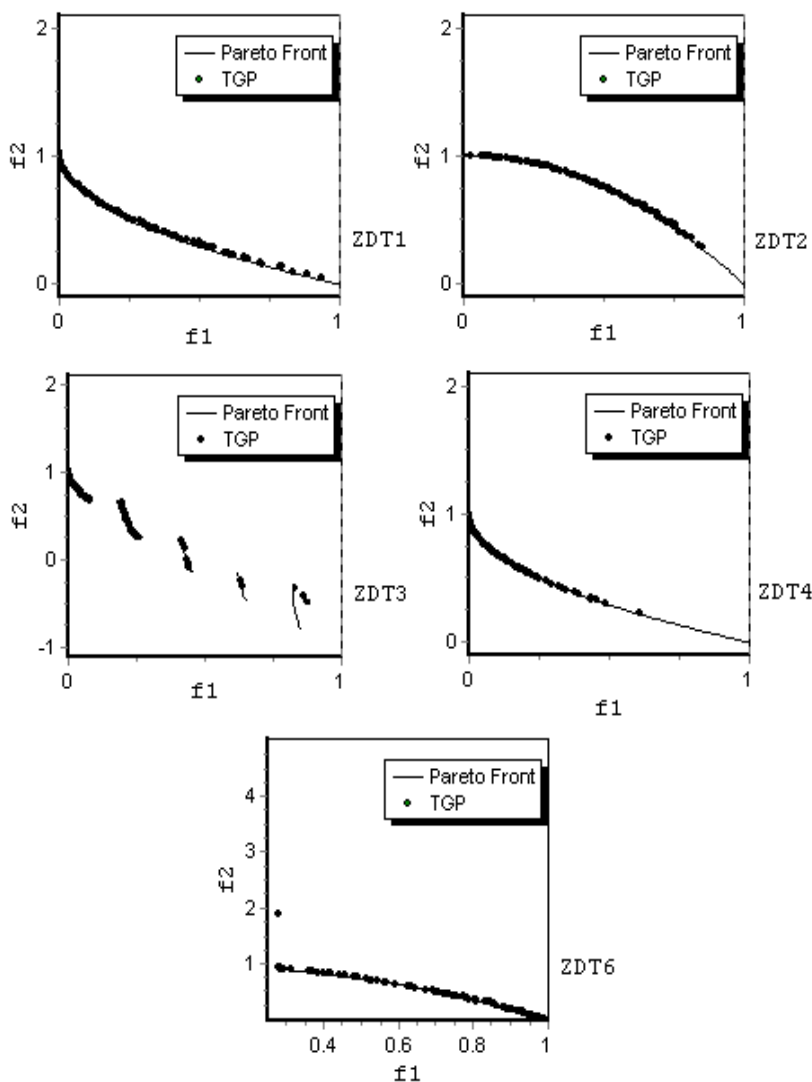 2
Pareto Front
TGP
f2
1
0
0
f1
1
ZDT1
2
Pareto Front
TGP
f2
1
0
0
f1
1
ZDT2
2
Pareto Front
TGP
f2
1
0
-1
0
f1
1
ZDT3
2
Pareto Front
TGP
f2
1
0
0
f1
1
ZDT4
Pareto Front
TGP
4
3
f2
2
1
0.4
0.6
0.8
1
f1
ZDT6